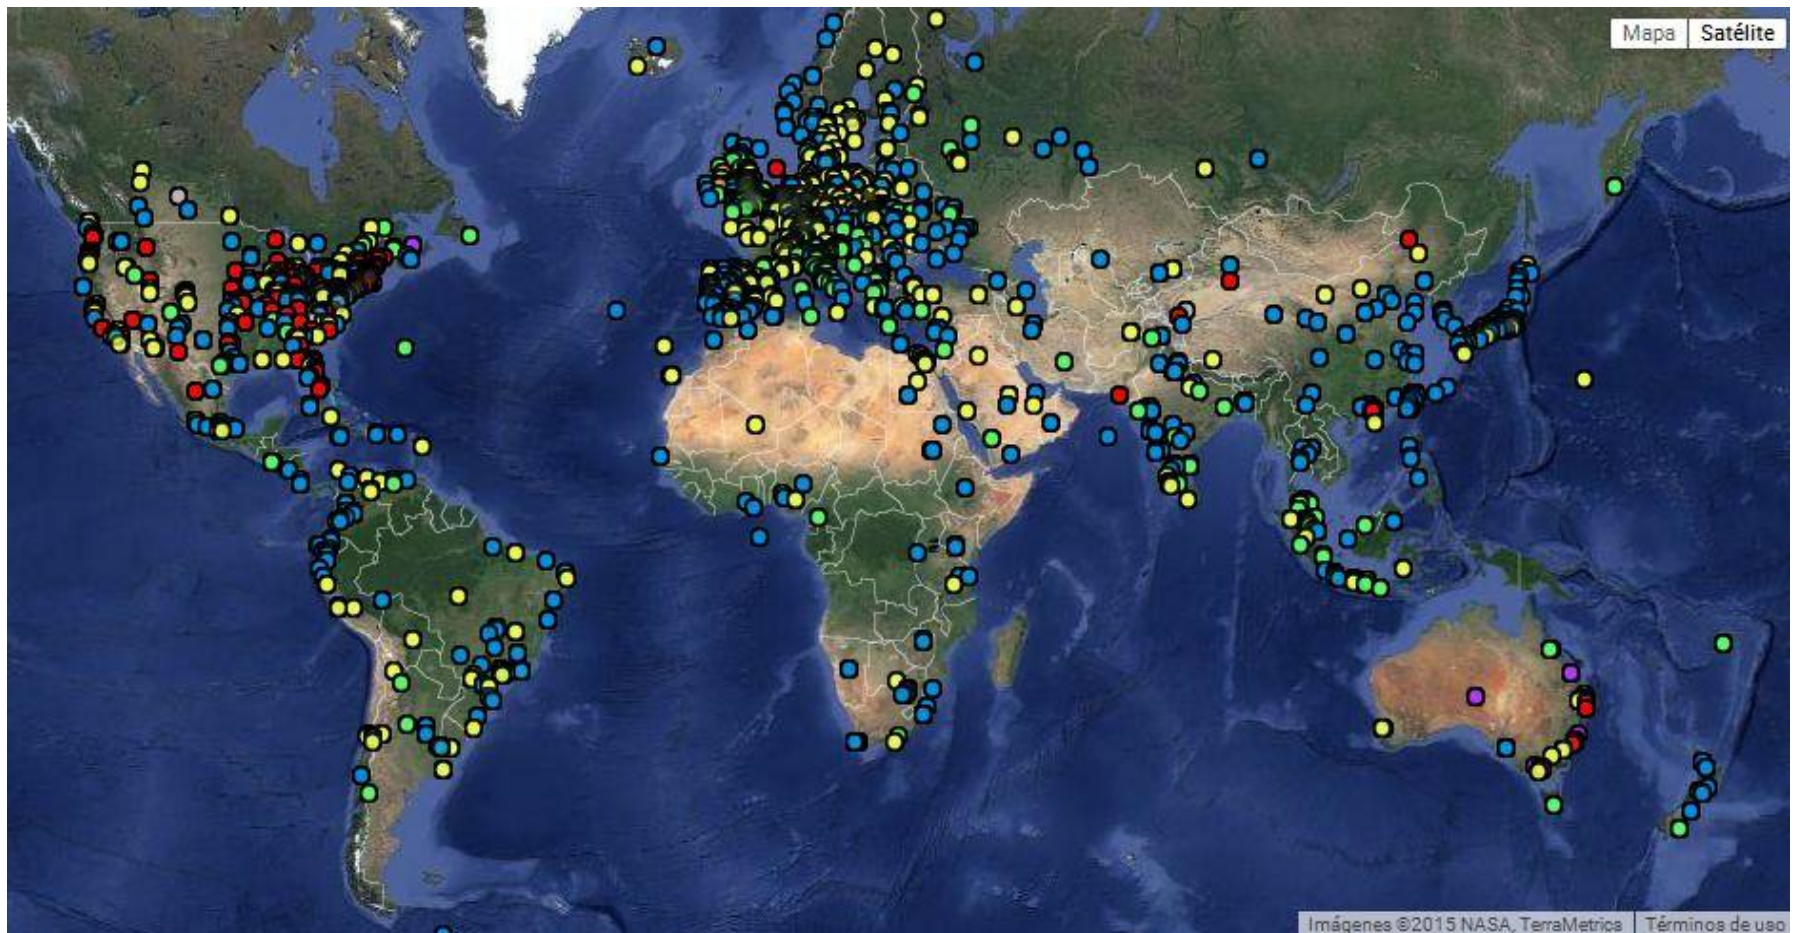 Mapa
Satélite
Imágenes ©2015 NASA, TerraMetrics
Términos de uso